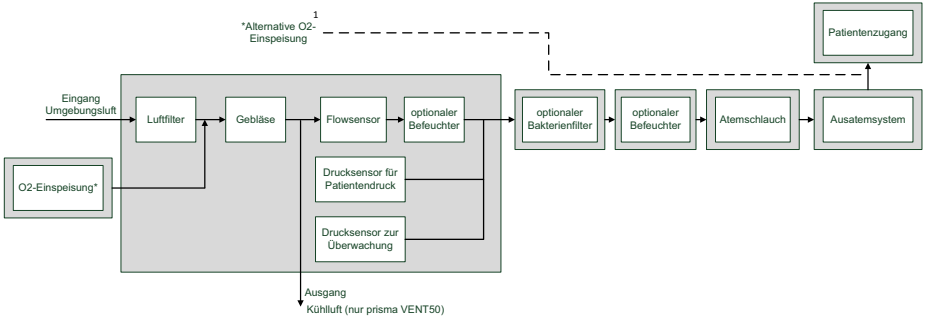 1
*Alternative O2-
Einspeisung
Patientenzugang
Eingang
Umgebungsluft
Luftfilter
Gebläse
Flowsensor
optionaler
Befeuchter
optionaler
Bakterienfilter
optionaler
Befeuchter
Atemschlauch
Ausatemsystem
O2-Einspeisung*
Drucksensor für
Patientendruck
Drucksensor zur
Überwachung
Ausgang
Kühlluft (nur prisma VENT50)